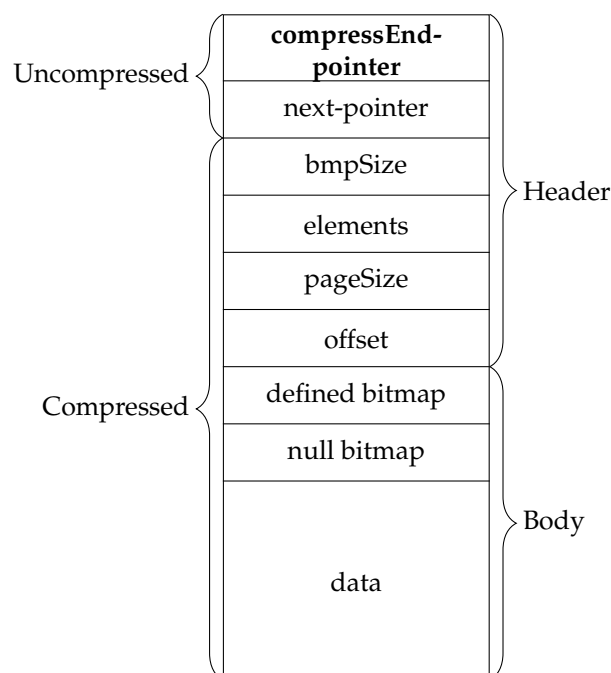 compressEnd-
pointer
Uncompressed
next-pointer
bmpSize
Header
elements
pageSize
offset
defined bitmap
Compressed
null bitmap
Body
data